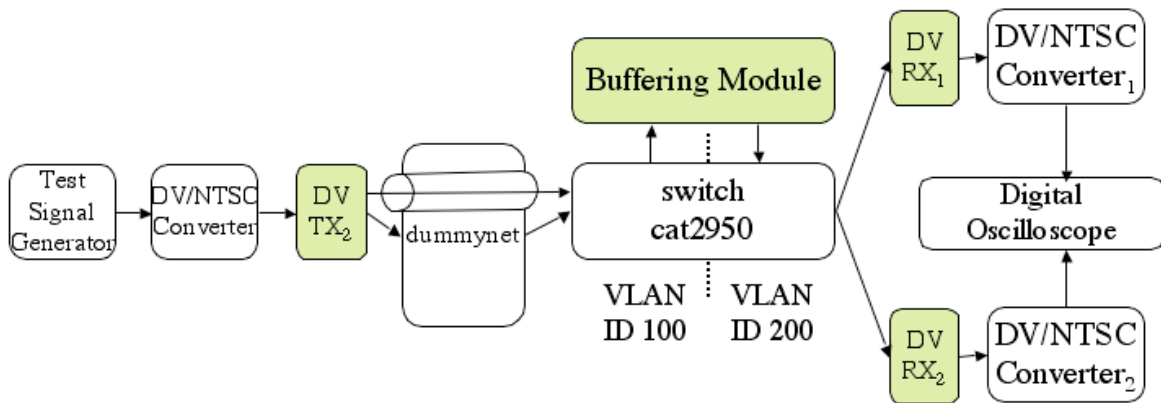 Test
Signal
Generator
DV/NTSC
Converter
DV
TX₂
dummynet
Buffering Module
switch
cat2950
VLAN
ID 100
VLAN
ID 200
DV
RX₁
DV/NTSC
Converter₁
Digital
Oscilloscope
DV
RX₂
DV/NTSC
Converter₂